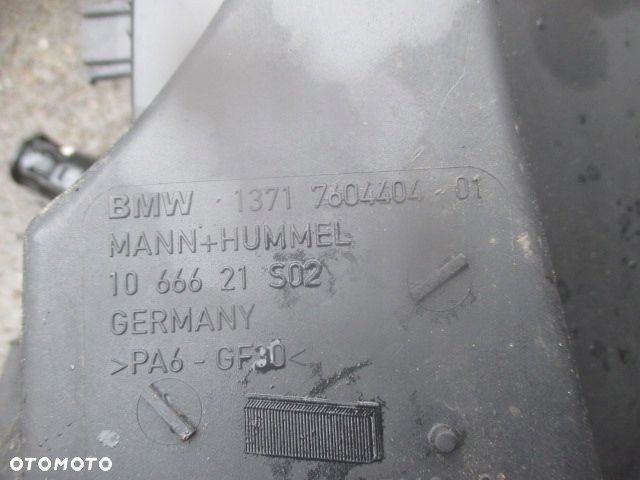 BMW · 1371 7604404 - 01
MANN+HUMMEL
10 666 21 S02
GERMANY
>PA6 - GF30<
OTOMOTO